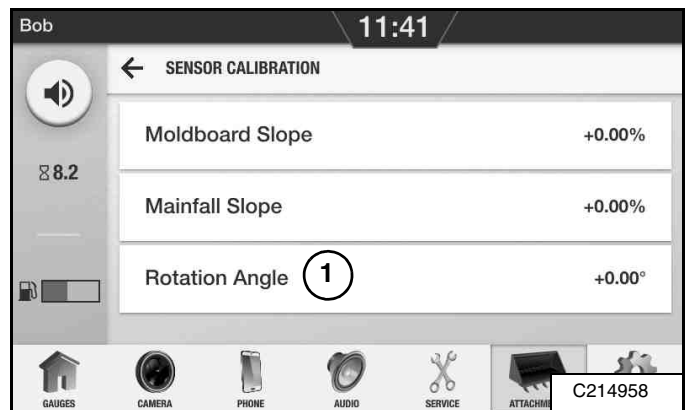 Bob 11:41
SENSOR CALIBRATION
Moldboard Slope +0.00%
8.2
Mainfall Slope +0.00%
Rotation Angle 1 +0.00°
GAUGES CAMERA PHONE AUDIO SERVICE
C214958